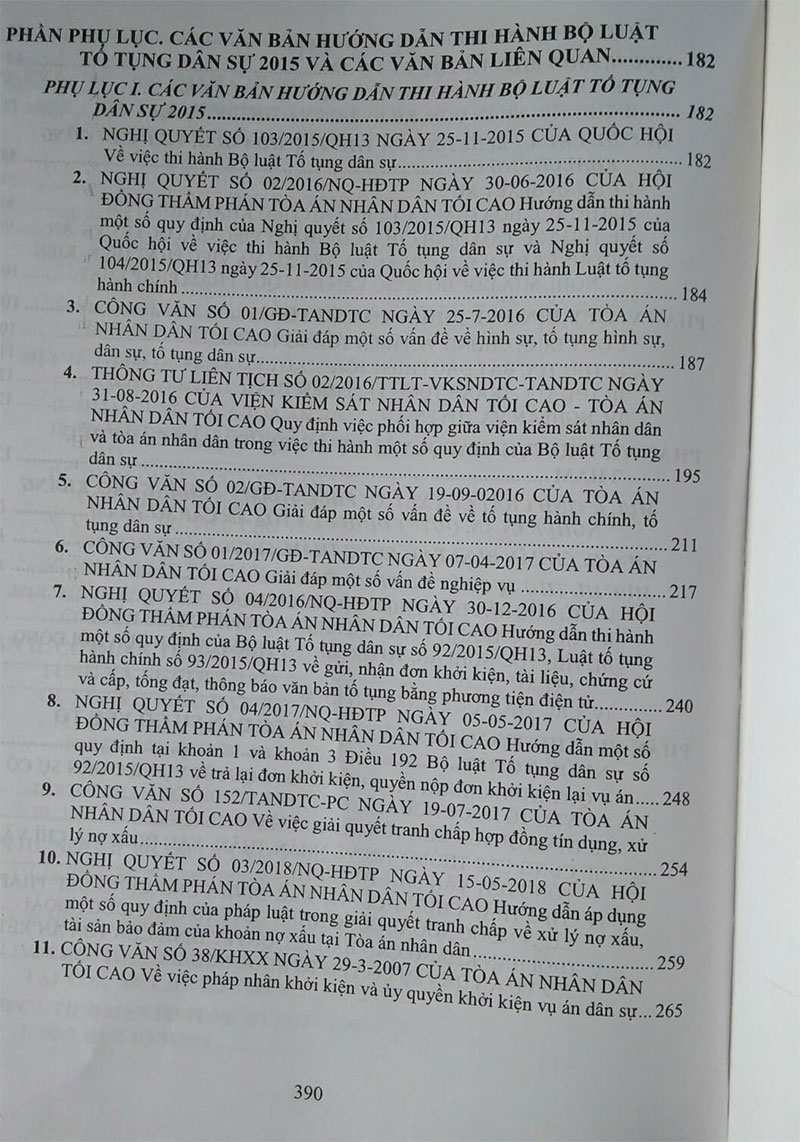 PHẦN PHỤ LỤC. CÁC VĂN BẢN HƯỚNG DẪN THI HÀNH BỘ LUẬT
TỐ TỤNG DÂN SỰ 2015 VÀ CÁC VĂN BẢN LIÊN QUAN.............182
PHỤ LỤC I. CÁC VĂN BẢN HƯỚNG DẪN THI HÀNH BỘ LUẬT TỐ TỤNG
DÂN SỰ 2015.......................................................................... 182
1. NGHỊ QUYẾT SỐ 103/2015/QH13 NGÀY 25-11-2015 CỦA QUỐC HỘI
Về việc thi hành Bộ luật Tố tụng dân sự.................................................. 182
2. NGHỊ QUYẾT SỐ 02/2016/NQ-HĐTP NGÀY 30-06-2016 CỦA HỘI
ĐỒNG THẨM PHÁN TÒA ÁN NHÂN DÂN TỐI CAO Hướng dẫn thi hành
một số quy định của Nghị quyết số 103/2015/QH13 ngày 25-11-2015 của
Quốc hội về việc thi hành Bộ luật Tố tụng dân sự và Nghị quyết số
104/2015/QH13 ngày 25-11-2015 của Quốc hội về việc thi hành Luật tố tụng
hành chính ............................................................................................ 184
3. CÔNG VĂN SỐ 01/GĐ-TANDTC NGÀY 25-7-2016 CỦA TÒA ÁN
NHÂN DÂN TỐI CAO Giải đáp một số vấn đề về hình sự, tố tụng hình sự,
dân sự, tố tụng dân sự............................................................................. 187
4. THÔNG TƯ LIÊN TỊCH SỐ 02/2016/TTLT-VKSNDTC-TANDTC NGÀY
31-08-2016 CỦA VIỆN KIỂM SÁT NHÂN DÂN TỐI CAO - TÒA ÁN
NHÂN DÂN TỐI CAO Quy định việc phối hợp giữa viện kiểm sát nhân dân
và tòa án nhân dân trong việc thi hành một số quy định của Bộ luật Tố tụng
dân sự .................................................................................................... 195
5. CÔNG VĂN SỐ 02/GĐ-TANDTC NGÀY 19-09-02016 CỦA TÒA ÁN
NHÂN DÂN TỐI CAO Giải đáp một số vấn đề về tố tụng hành chính, tố
tụng dân sự ............................................................................................ 211
6. CÔNG VĂN SỐ 01/2017/GĐ-TANDTC NGÀY 07-04-2017 CỦA TÒA ÁN
NHÂN DÂN TỐI CAO Giải đáp một số vấn đề nghiệp vụ .......................... 217
7. NGHỊ QUYẾT SỐ 04/2016/NQ-HĐTP NGÀY 30-12-2016 CỦA HỘI
ĐỒNG THẨM PHÁN TÒA ÁN NHÂN DÂN TỐI CAO Hướng dẫn thi hành
một số quy định của Bộ luật Tố tụng dân sự số 92/2015/QH13, Luật tố tụng
hành chính số 93/2015/QH13 về gửi, nhận đơn khởi kiện, tài liệu, chứng cứ
và cấp, tống đạt, thông báo văn bản tố tụng bằng phương tiện điện tử............... 240
8. NGHỊ QUYẾT SỐ 04/2017/NQ-HĐTP NGÀY 05-05-2017 CỦA HỘI
ĐỒNG THẨM PHÁN TÒA ÁN NHÂN DÂN TỐI CAO Hướng dẫn một số
quy định tại khoản 1 và khoản 3 Điều 192 Bộ luật Tố tụng dân sự số
92/2015/QH13 về trả lại đơn khởi kiện, quyền nộp đơn khởi kiện lại vụ án..... 248
9. CÔNG VĂN SỐ 152/TANDTC-PC NGÀY 19-07-2017 CỦA TÒA ÁN
NHÂN DÂN TỐI CAO Về việc giải quyết tranh chấp hợp đồng tín dụng, xử
lý nợ xấu................................................................................................ 254
10. NGHỊ QUYẾT SỐ 03/2018/NQ-HĐTP NGÀY 15-05-2018 CỦA HỘI
ĐỒNG THẨM PHÁN TÒA ÁN NHÂN DÂN TỐI CAO Hướng dẫn áp dụng
một số quy định của pháp luật trong giải quyết tranh chấp về xử lý nợ xấu,
tài sản bảo đảm của khoản nợ xấu tại Tòa án nhân dân .................................. 259
11. CÔNG VĂN SỐ 38/KHXX NGÀY 29-3-2007 CỦA TÒA ÁN NHÂN DÂN
TỐI CAO Về việc pháp nhân khởi kiện và ủy quyền khởi kiện vụ án dân sự... 265
390